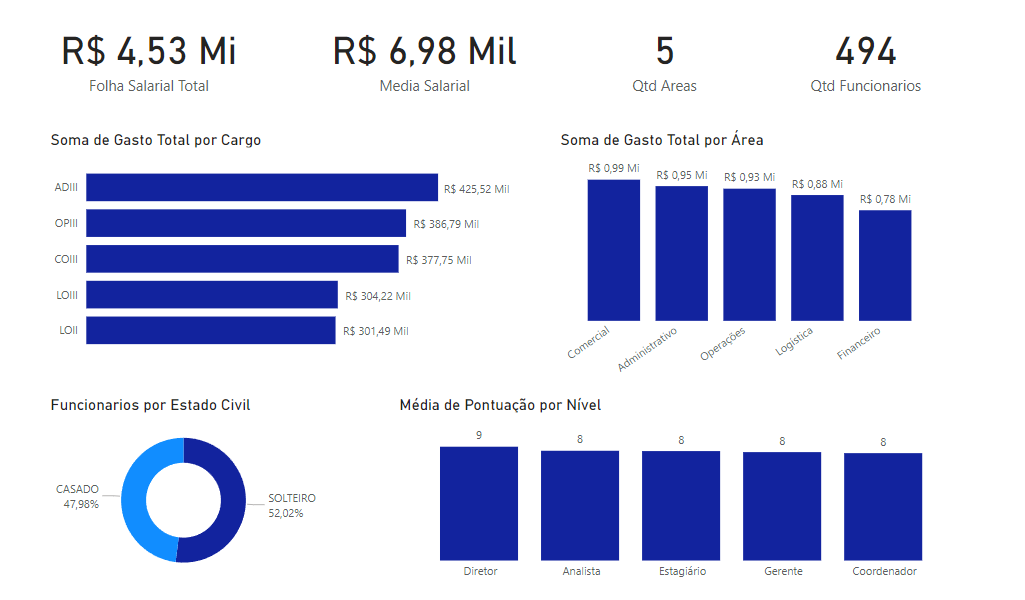 R$ 4,53 Mi
Folha Salarial Total
R$ 6,98 Mil
Media Salarial
5
Qtd Areas
494
Qtd Funcionarios
Soma de Gasto Total por Cargo
ADIII
R$ 425,52 Mil
OPIII
R$ 386,79 Mil
COIII
R$ 377,75 Mil
LOIII
R$ 304,22 Mil
LOII
R$ 301,49 Mil
Soma de Gasto Total por Área
R$ 0,99 Mi
R$ 0,95 Mi
R$ 0,93 Mi
R$ 0,88 Mi
R$ 0,78 Mi
Comercial
Administrativo
Operações
Logística
Financeiro
Funcionarios por Estado Civil
CASADO
47,98%
SOLTEIRO
52,02%
Média de Pontuação por Nível
9
8
8
8
8
Diretor
Analista
Estagiário
Gerente
Coordenador